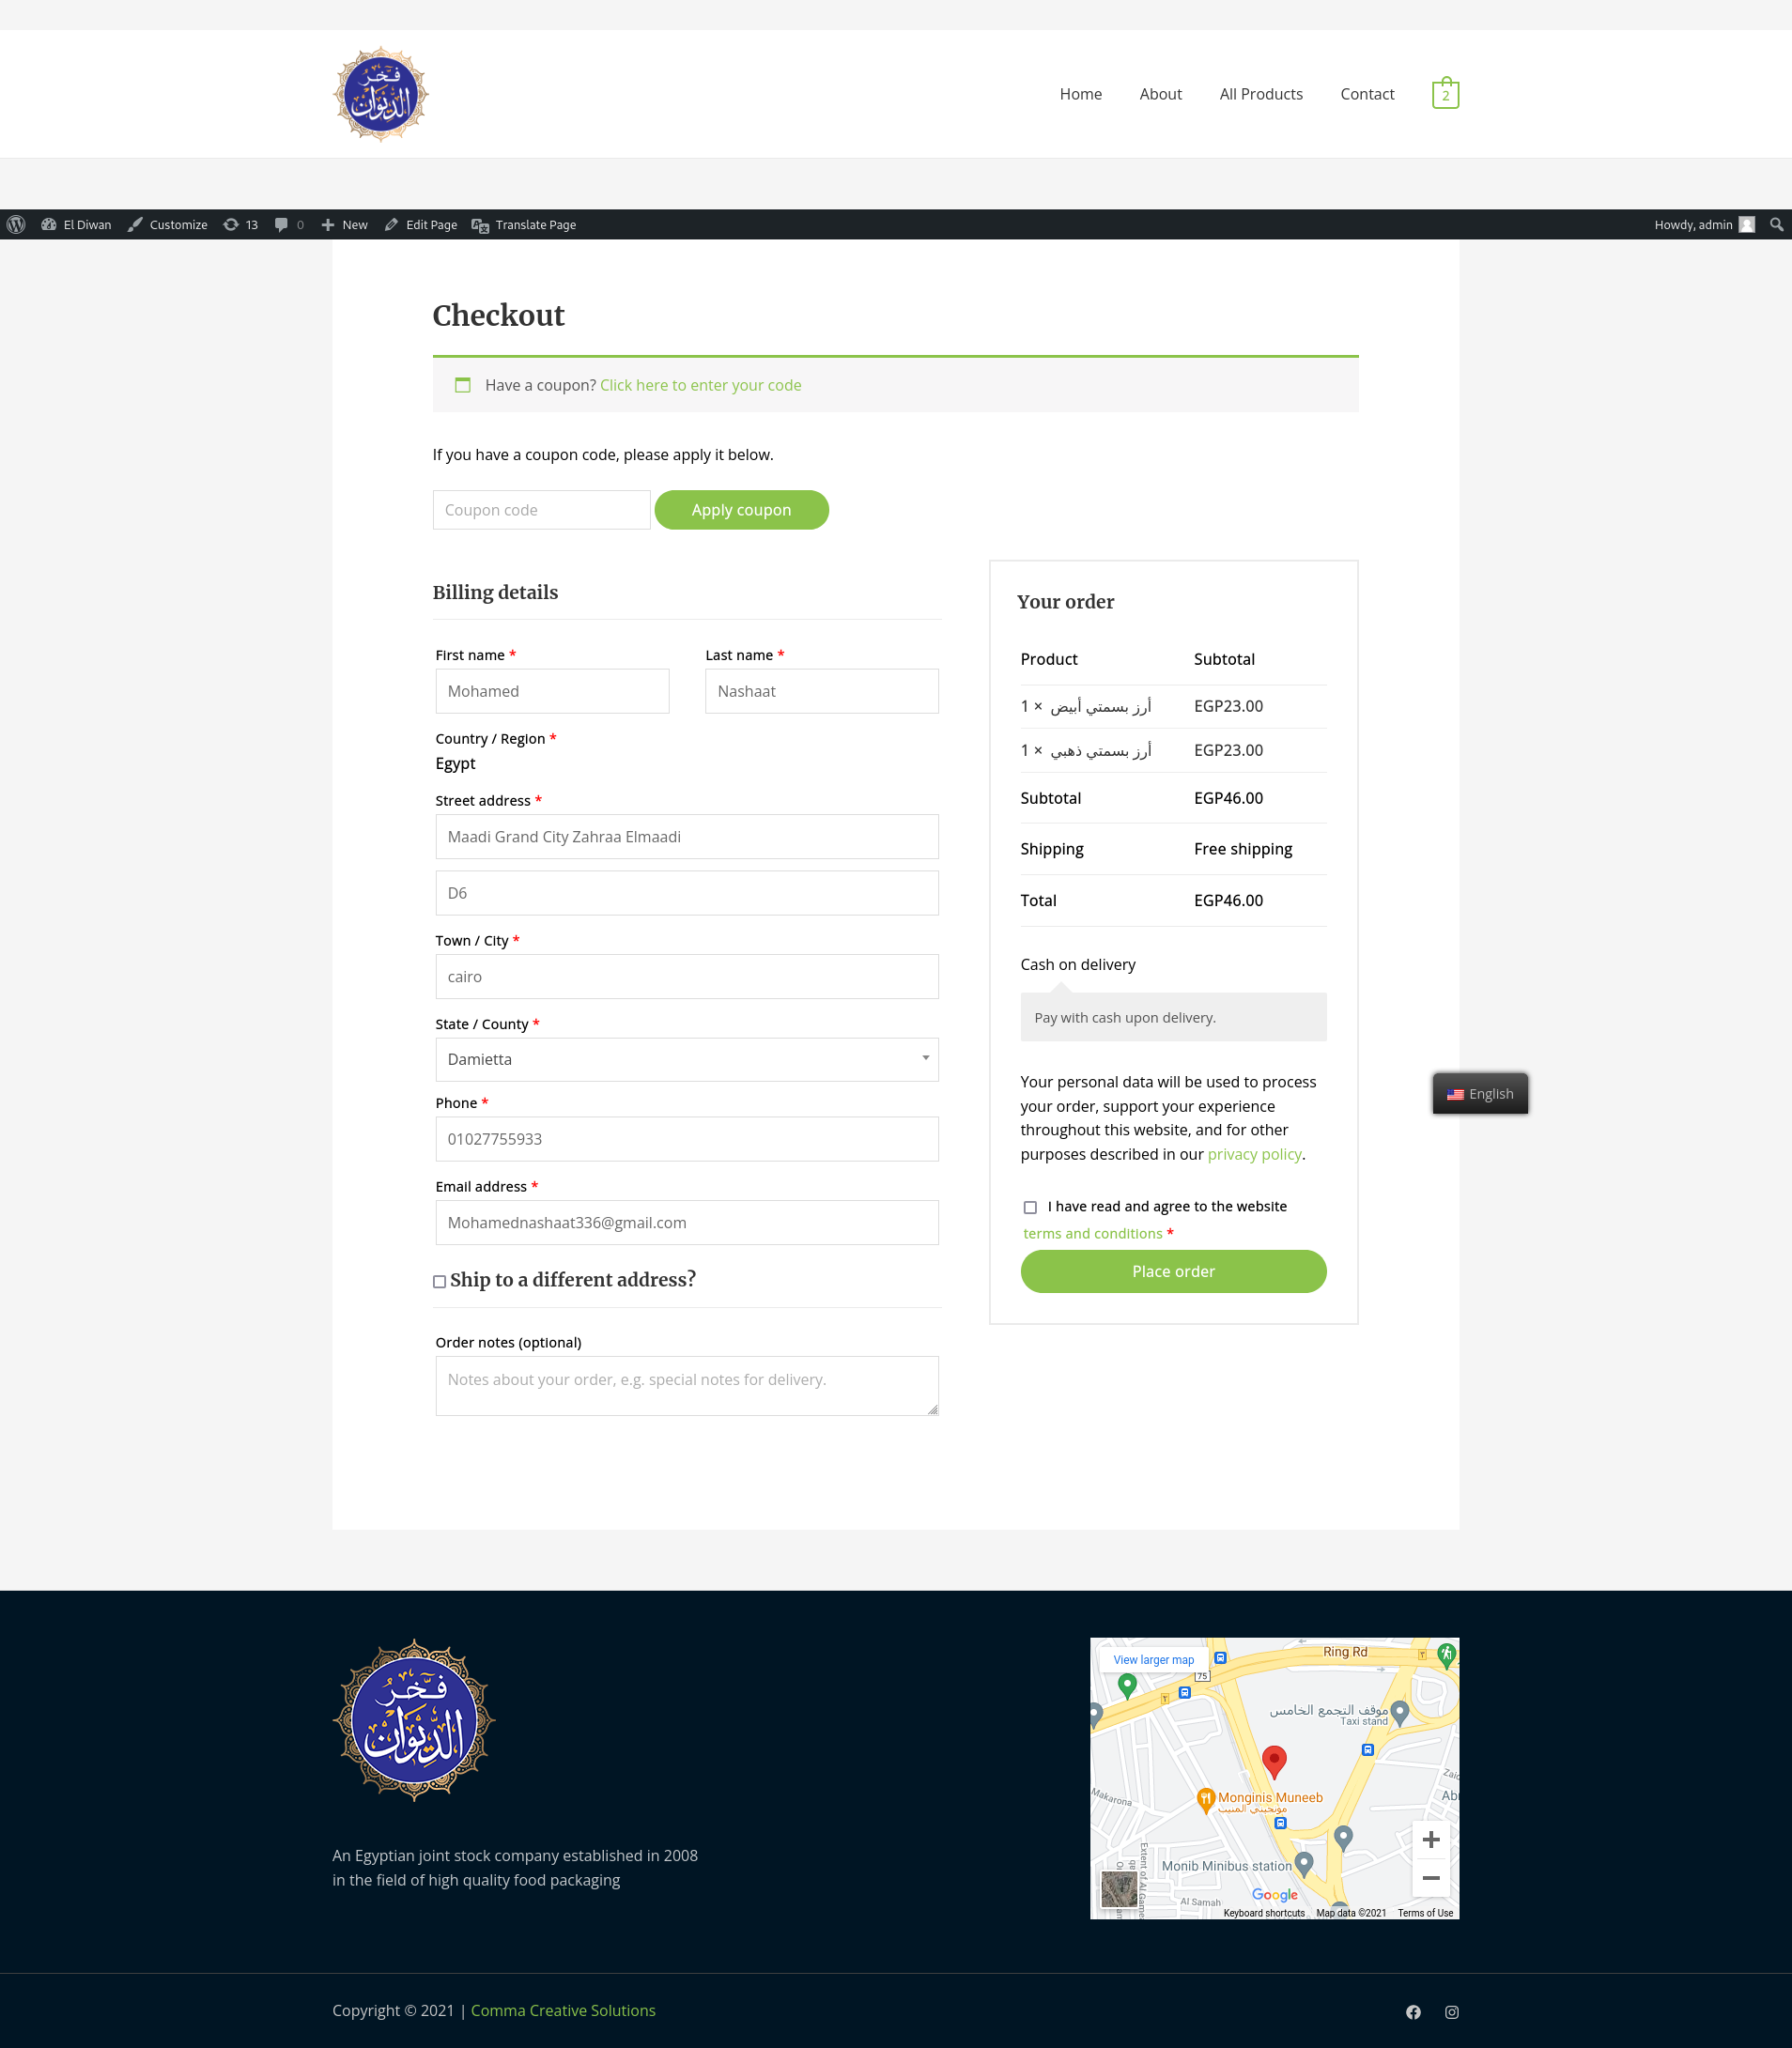 فخر
الديوان
Home About All Products Contact 2
El Diwan Customize 13 0 New Edit Page Translate Page Howdy, admin
Checkout
Have a coupon? Click here to enter your code
If you have a coupon code, please apply it below.
Coupon code Apply coupon
Billing details
First name * Last name *
Mohamed Nashaat
Country / Region *
Egypt
Street address *
Maadi Grand City Zahraa Elmaadi
D6
Town / City *
cairo
State / County *
Damietta
Phone *
01027755933
Email address *
Mohamednashaat336@gmail.com
Ship to a different address?
Order notes (optional)
Notes about your order, e.g. special notes for delivery.
Your order
Product Subtotal
أرز بسمتي أبيض × 1 EGP23.00
أرز بسمتي ذهبي × 1 EGP23.00
Subtotal EGP46.00
Shipping Free shipping
Total EGP46.00
Cash on delivery
Pay with cash upon delivery.
Your personal data will be used to process
your order, support your experience
throughout this website, and for other
purposes described in our privacy policy.
I have read and agree to the website
terms and conditions *
Place order
English
فَخْرُ
الدِّيوَان
An Egyptian joint stock company established in 2008
in the field of high quality food packaging
View larger map
Ring Rd
75
موقف التجمع الخامس
Taxi stand
Makarona
Monginis Muneeb
مونجيني المنيب
Monib Minibus station
Al Samah
Google
Keyboard shortcuts Map data ©2021 Terms of Use
Copyright © 2021 | Comma Creative Solutions